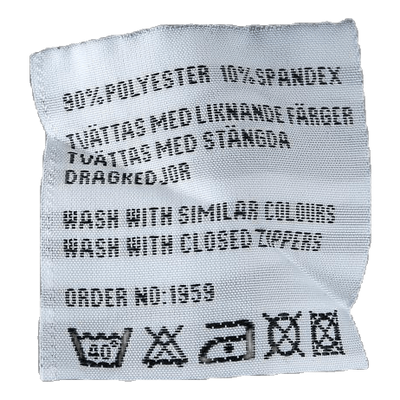 90% POLYESTER 10% SPANDEX
TVÄTTAS MED LIKNANDE FÄRGER
TVÄTTAS MED STÄNGDA
DRAGKEDJOR
WASH WITH SIMILAR COLOURS
WASH WITH CLOSED ZIPPERS
ORDER NO:1959
40°